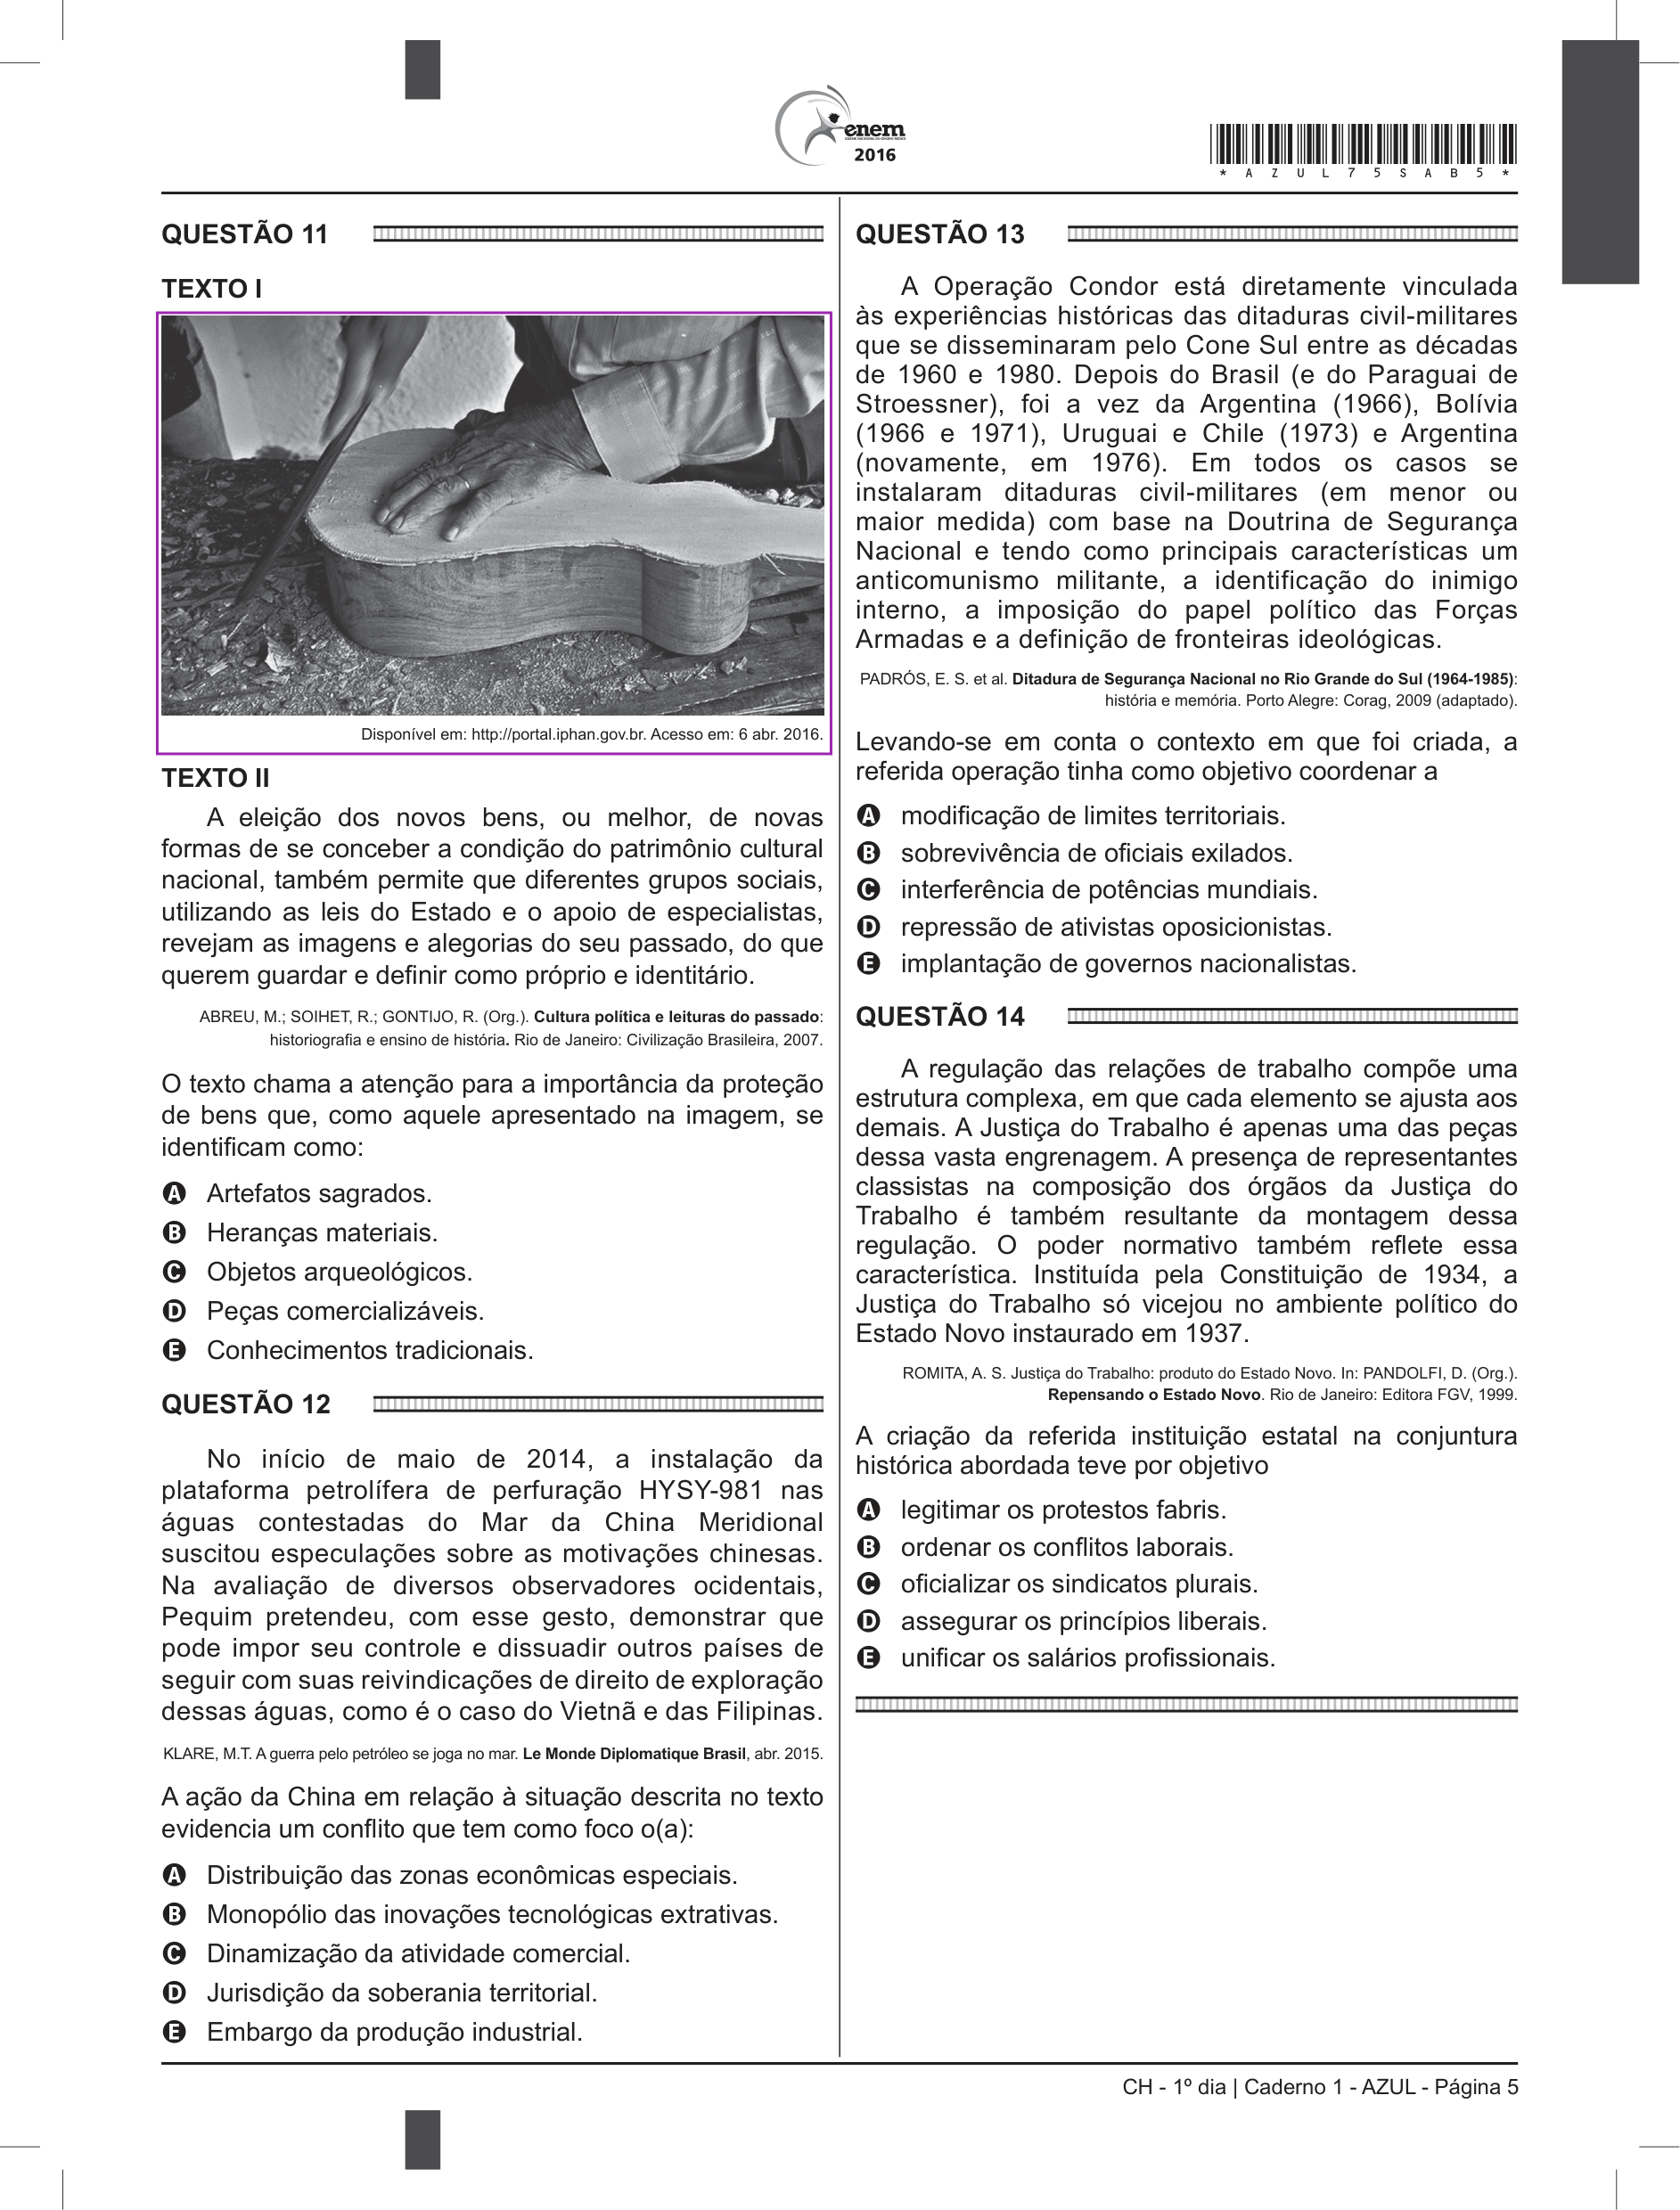 enem
2016
* A Z U L 7 5 S A B 5 *
QUESTÃO 11
TEXTO I
Disponível em: http://portal.iphan.gov.br. Acesso em: 6 abr. 2016.
TEXTO II
A eleição dos novos bens, ou melhor, de novas
formas de se conceber a condição do patrimônio cultural
nacional, também permite que diferentes grupos sociais,
utilizando as leis do Estado e o apoio de especialistas,
revejam as imagens e alegorias do seu passado, do que
querem guardar e definir como próprio e identitário.
ABREU, M.; SOIHET, R.; GONTIJO, R. (Org.). Cultura política e leituras do passado:
historiografia e ensino de história. Rio de Janeiro: Civilização Brasileira, 2007.
O texto chama a atenção para a importância da proteção
de bens que, como aquele apresentado na imagem, se
identificam como:
A Artefatos sagrados.
B Heranças materiais.
C Objetos arqueológicos.
D Peças comercializáveis.
E Conhecimentos tradicionais.
QUESTÃO 12
No início de maio de 2014, a instalação da
plataforma petrolífera de perfuração HYSY-981 nas
águas contestadas do Mar da China Meridional
suscitou especulações sobre as motivações chinesas.
Na avaliação de diversos observadores ocidentais,
Pequim pretendeu, com esse gesto, demonstrar que
pode impor seu controle e dissuadir outros países de
seguir com suas reivindicações de direito de exploração
dessas águas, como é o caso do Vietnã e das Filipinas.
KLARE, M.T. A guerra pelo petróleo se joga no mar. Le Monde Diplomatique Brasil, abr. 2015.
A ação da China em relação à situação descrita no texto
evidencia um conflito que tem como foco o(a):
A Distribuição das zonas econômicas especiais.
B Monopólio das inovações tecnológicas extrativas.
C Dinamização da atividade comercial.
D Jurisdição da soberania territorial.
E Embargo da produção industrial.
QUESTÃO 13
A Operação Condor está diretamente vinculada
às experiências históricas das ditaduras civil-militares
que se disseminaram pelo Cone Sul entre as décadas
de 1960 e 1980. Depois do Brasil (e do Paraguai de
Stroessner), foi a vez da Argentina (1966), Bolívia
(1966 e 1971), Uruguai e Chile (1973) e Argentina
(novamente, em 1976). Em todos os casos se
instalaram ditaduras civil-militares (em menor ou
maior medida) com base na Doutrina de Segurança
Nacional e tendo como principais características um
anticomunismo militante, a identificação do inimigo
interno, a imposição do papel político das Forças
Armadas e a definição de fronteiras ideológicas.
PADRÓS, E. S. et al. Ditadura de Segurança Nacional no Rio Grande do Sul (1964-1985):
história e memória. Porto Alegre: Corag, 2009 (adaptado).
Levando-se em conta o contexto em que foi criada, a
referida operação tinha como objetivo coordenar a
A modificação de limites territoriais.
B sobrevivência de oficiais exilados.
C interferência de potências mundiais.
D repressão de ativistas oposicionistas.
E implantação de governos nacionalistas.
QUESTÃO 14
A regulação das relações de trabalho compõe uma
estrutura complexa, em que cada elemento se ajusta aos
demais. A Justiça do Trabalho é apenas uma das peças
dessa vasta engrenagem. A presença de representantes
classistas na composição dos órgãos da Justiça do
Trabalho é também resultante da montagem dessa
regulação. O poder normativo também reflete essa
característica. Instituída pela Constituição de 1934, a
Justiça do Trabalho só vicejou no ambiente político do
Estado Novo instaurado em 1937.
ROMITA, A. S. Justiça do Trabalho: produto do Estado Novo. In: PANDOLFI, D. (Org.).
Repensando o Estado Novo. Rio de Janeiro: Editora FGV, 1999.
A criação da referida instituição estatal na conjuntura
histórica abordada teve por objetivo
A legitimar os protestos fabris.
B ordenar os conflitos laborais.
C oficializar os sindicatos plurais.
D assegurar os princípios liberais.
E unificar os salários profissionais.
CH - 1º dia | Caderno 1 - AZUL - Página 5